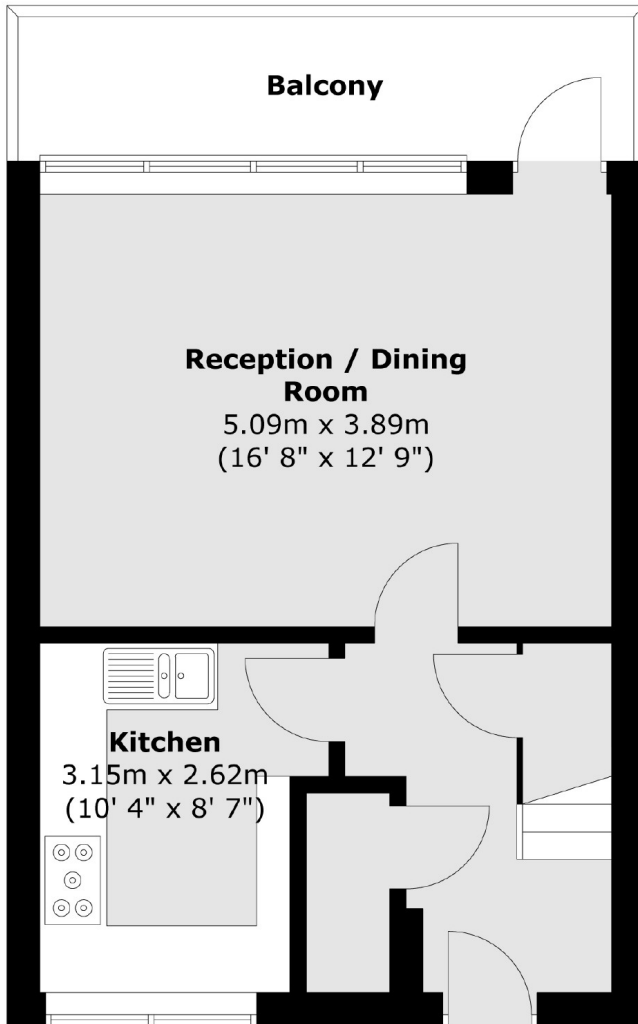 Balcony
Reception / Dining
Room
5.09m x 3.89m
(16' 8" x 12' 9")
Kitchen
3.15m x 2.62m
(10' 4" x 8' 7")